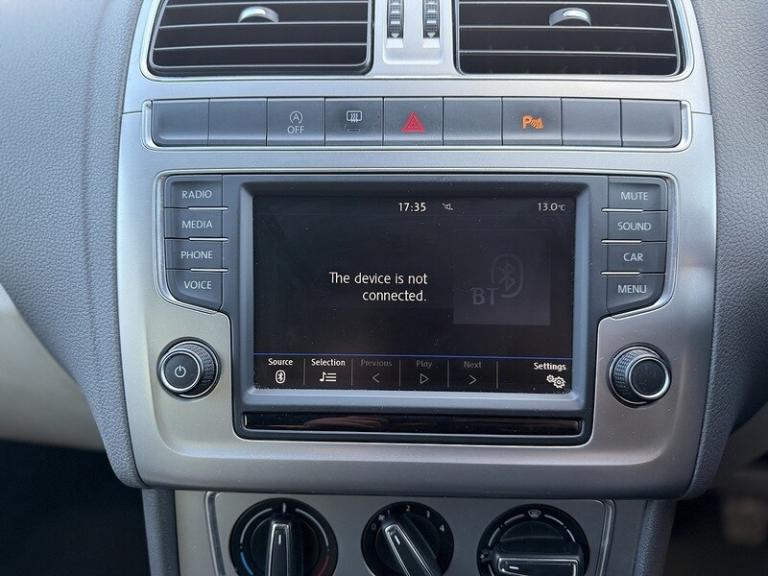 A
OFF
P
RADIO
MEDIA
PHONE
VOICE
17:35
13.0°C
The device is not
connected.
BT
Source
Selection
Previous
Play
Next
Settings
MUTE
SOUND
CAR
MENU